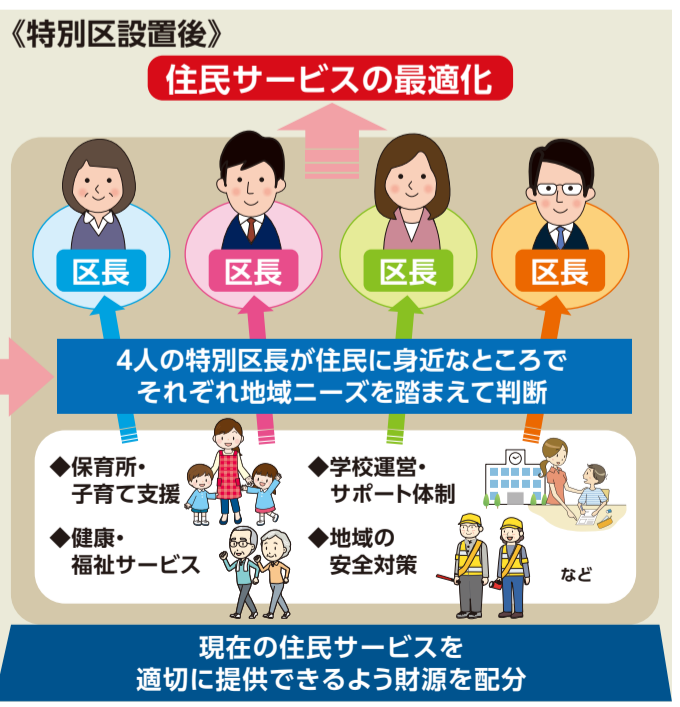 《特別区設置後》
住民サービスの最適化
区長
区長
区長
区長
4人の特別区長が住民に身近なところで
それぞれ地域ニーズを踏まえて判断
◆保育所・
子育て支援
◆学校運営・
サポート体制
◆健康・
福祉サービス
◆地域の
安全対策
など
現在の住民サービスを
適切に提供できるよう財源を配分